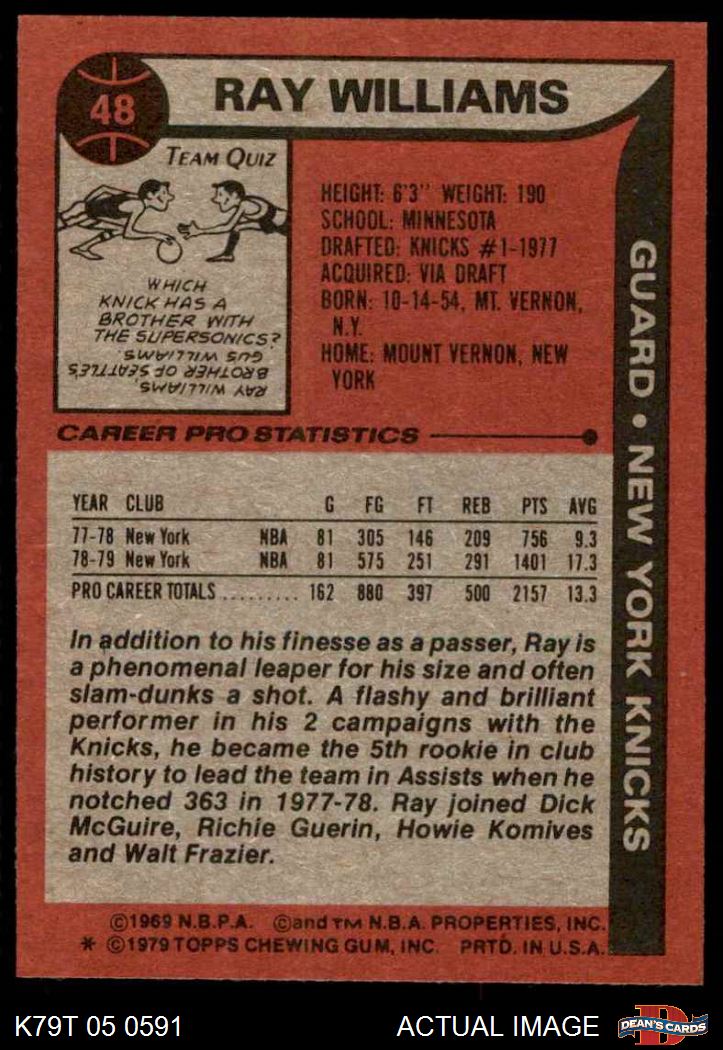 48
RAY WILLIAMS
TEAM QUIZ
WHICH
KNICK HAS A
BROTHER WITH
THE SUPERSONICS?
RAY WILLIAMS,
BROTHER OF SEATTLE'S
GUS WILLIAMS.
HEIGHT: 6'3" WEIGHT: 190
SCHOOL: MINNESOTA
DRAFTED: KNICKS #1-1977
ACQUIRED: VIA DRAFT
BORN: 10-14-54, MT. VERNON,
N.Y.
HOME: MOUNT VERNON, NEW
YORK
GUARD • NEW YORK KNICKS
CAREER PRO STATISTICS
YEAR CLUB G FG FT REB PTS AVG
77-78 New York NBA 81 305 146 209 756 9.3
78-79 New York NBA 81 575 251 291 1401 17.3
PRO CAREER TOTALS ......... 162 880 397 500 2157 13.3
In addition to his finesse as a passer, Ray is
a phenomenal leaper for his size and often
slam-dunks a shot. A flashy and brilliant
performer in his 2 campaigns with the
Knicks, he became the 5th rookie in club
history to lead the team in Assists when he
notched 363 in 1977-78. Ray joined Dick
McGuire, Richie Guerin, Howie Komives
and Walt Frazier.
©1969 N.B.P.A. ©and TM N.B.A. PROPERTIES, INC.
* ©1979 TOPPS CHEWING GUM, INC. PRTD. IN U.S.A.
K79T 05 0591 ACTUAL IMAGE
D
DEAN'S CARDS